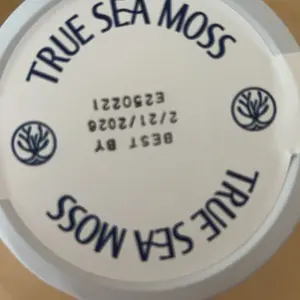 TRUE SEA MOSS
BEST BY
2/21/2026
E250221
TRUE SEA MOSS